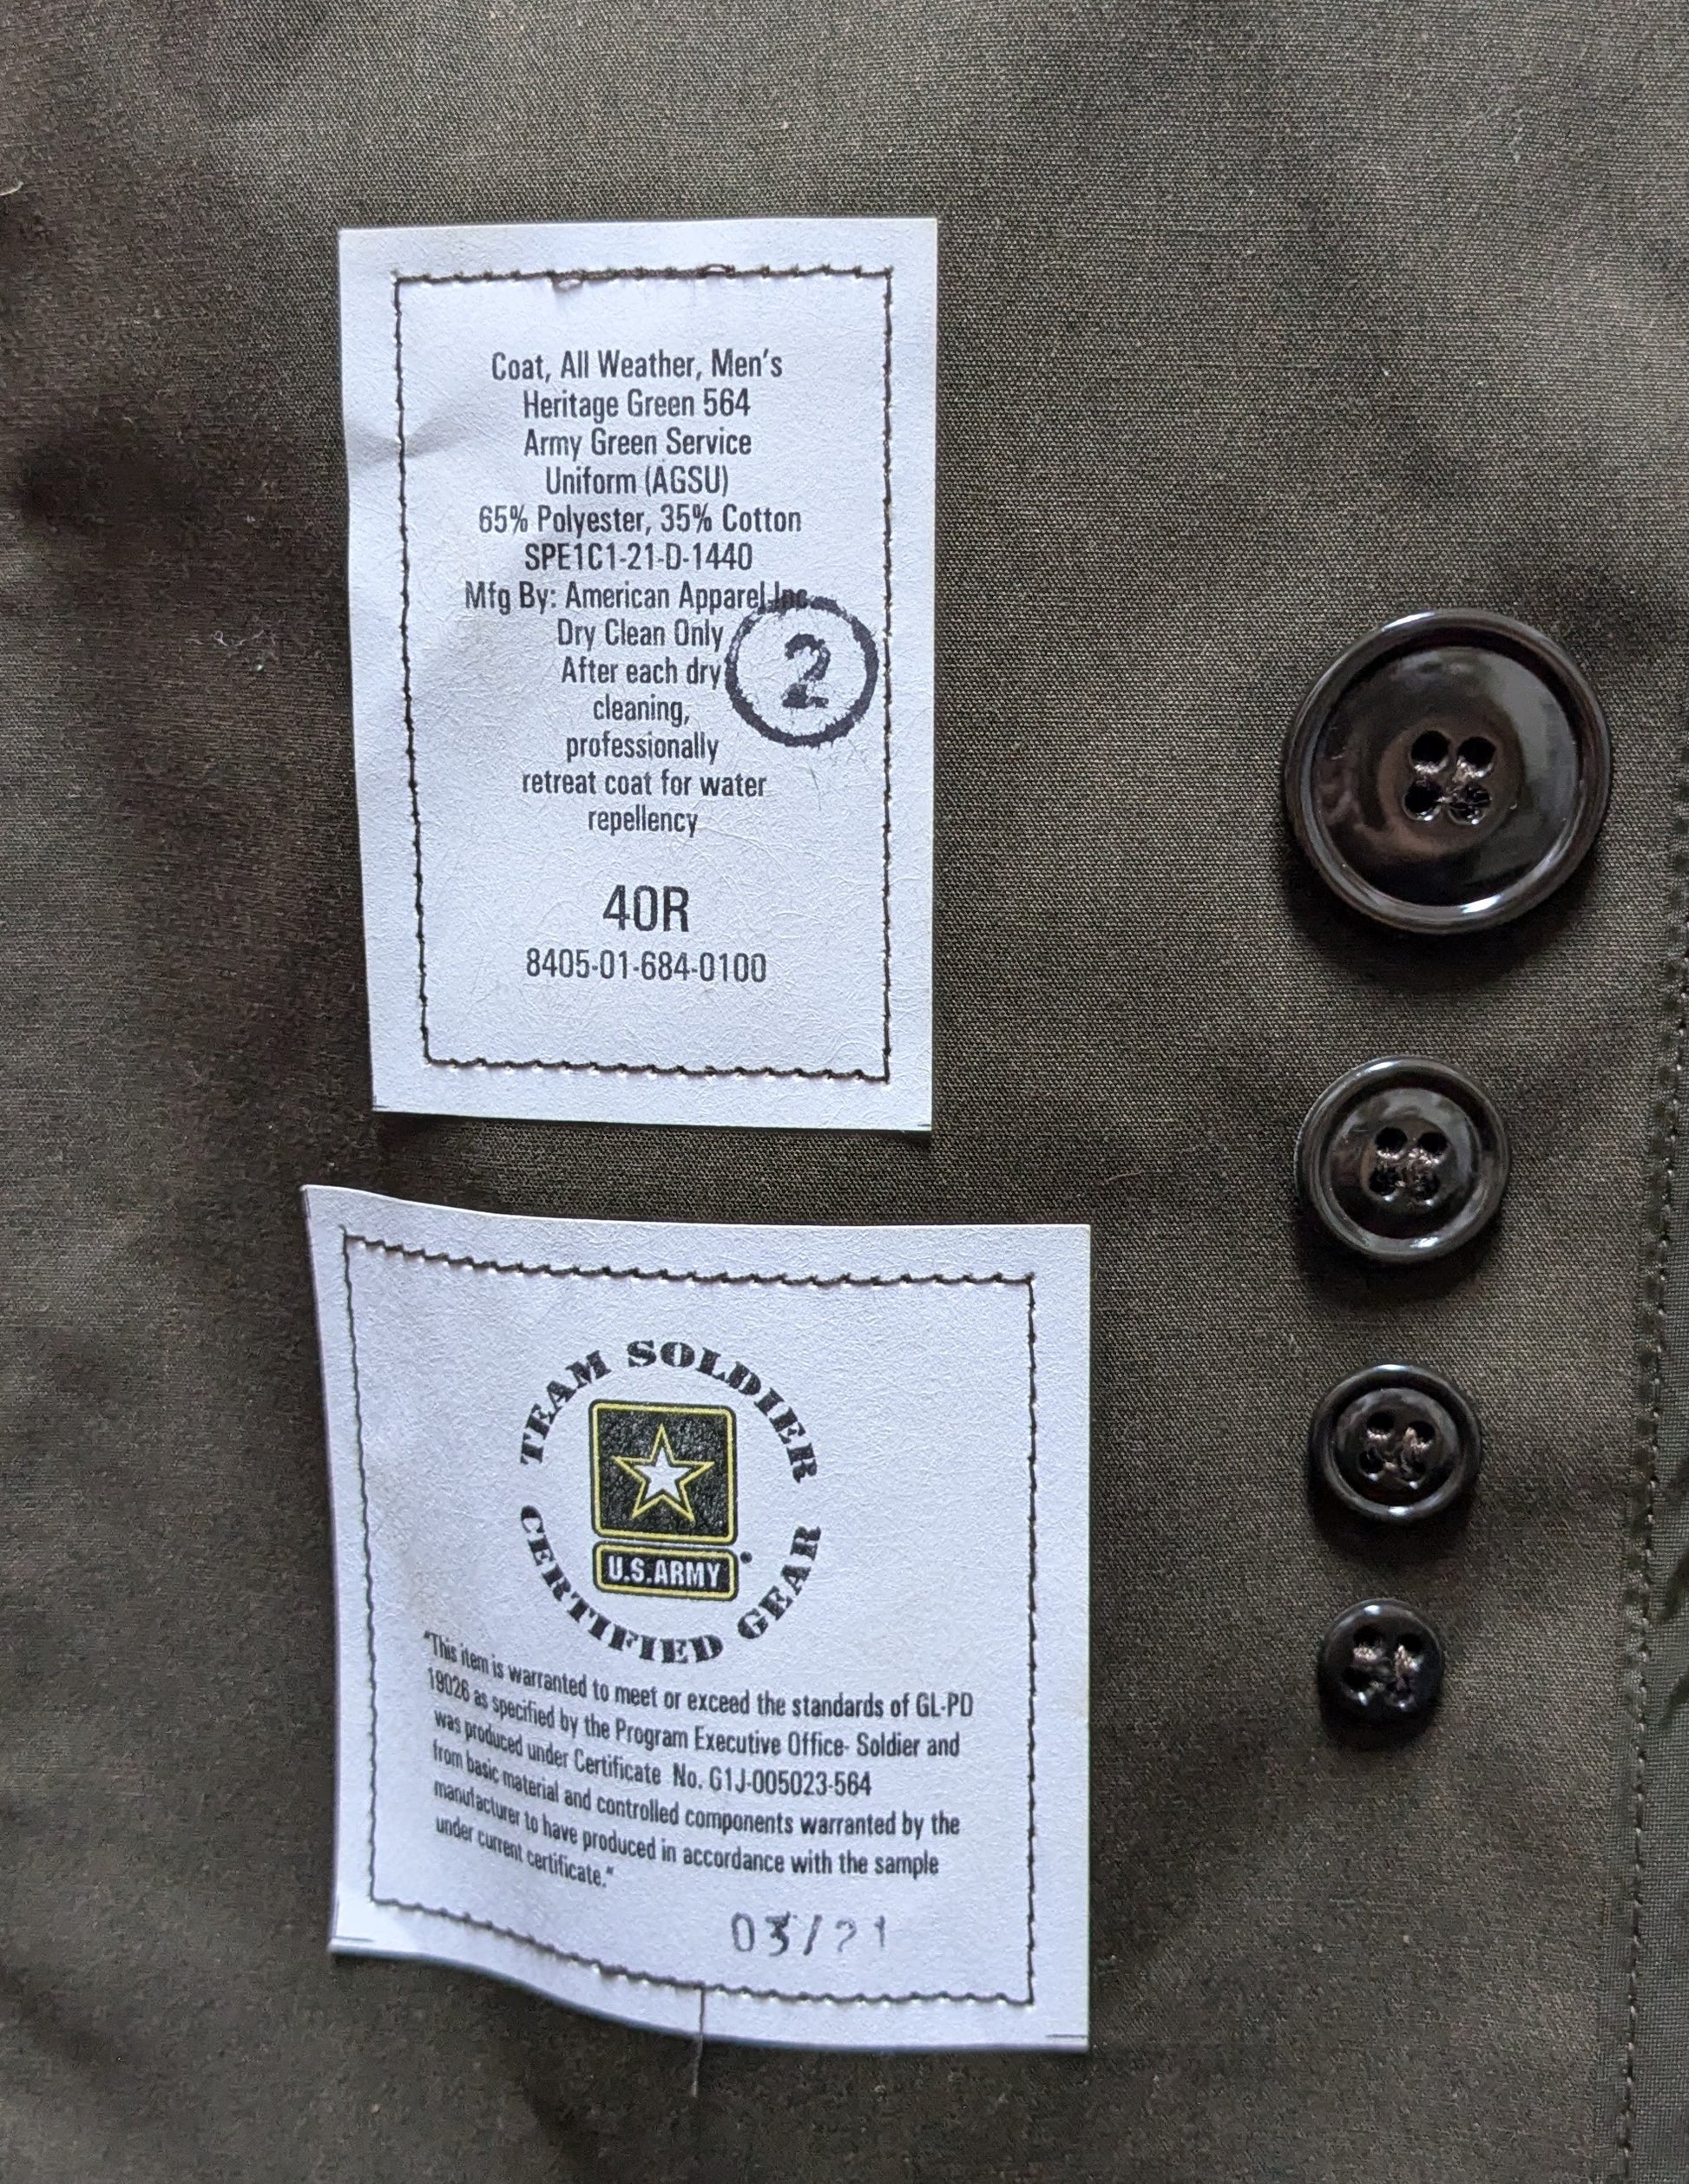 Coat, All Weather, Men's
Heritage Green 564
Army Green Service
Uniform (AGSU)
65% Polyester, 35% Cotton
SPE1C1-21-D-1440
Mfg By: American Apparel Inc.
Dry Clean Only
After each dry
cleaning,
professionally
retreat coat for water
repellency
2
40R
8405-01-684-0100
TEAM SOLDIER
U.S.ARMY
CERTIFIED GEAR
"This item is warranted to meet or exceed the standards of GL-PD
19026 as specified by the Program Executive Office- Soldier and
was produced under Certificate No. G1J-005023-564
from basic material and controlled components warranted by the
manufacturer to have produced in accordance with the sample
under current certificate."
03/21